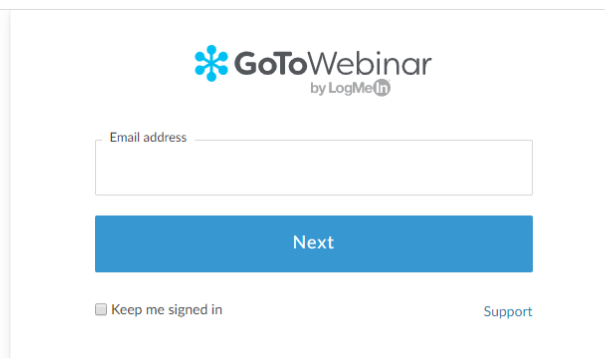 GoToWebinar
by LogMeIn
Email address
Next
Keep me signed in
Support